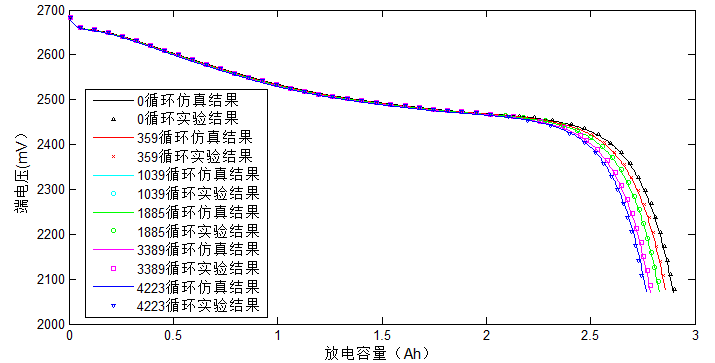 2700
2600
2500
2400
2300
2200
2100
2000
端电压(mV)
0循环仿真结果
0循环实验结果
359循环仿真结果
359循环实验结果
1039循环仿真结果
1039循环实验结果
1885循环仿真结果
1885循环实验结果
3389循环仿真结果
3389循环实验结果
4223循环仿真结果
4223循环实验结果
0 0.5 1 1.5 2 2.5 3
放电容量（Ah）